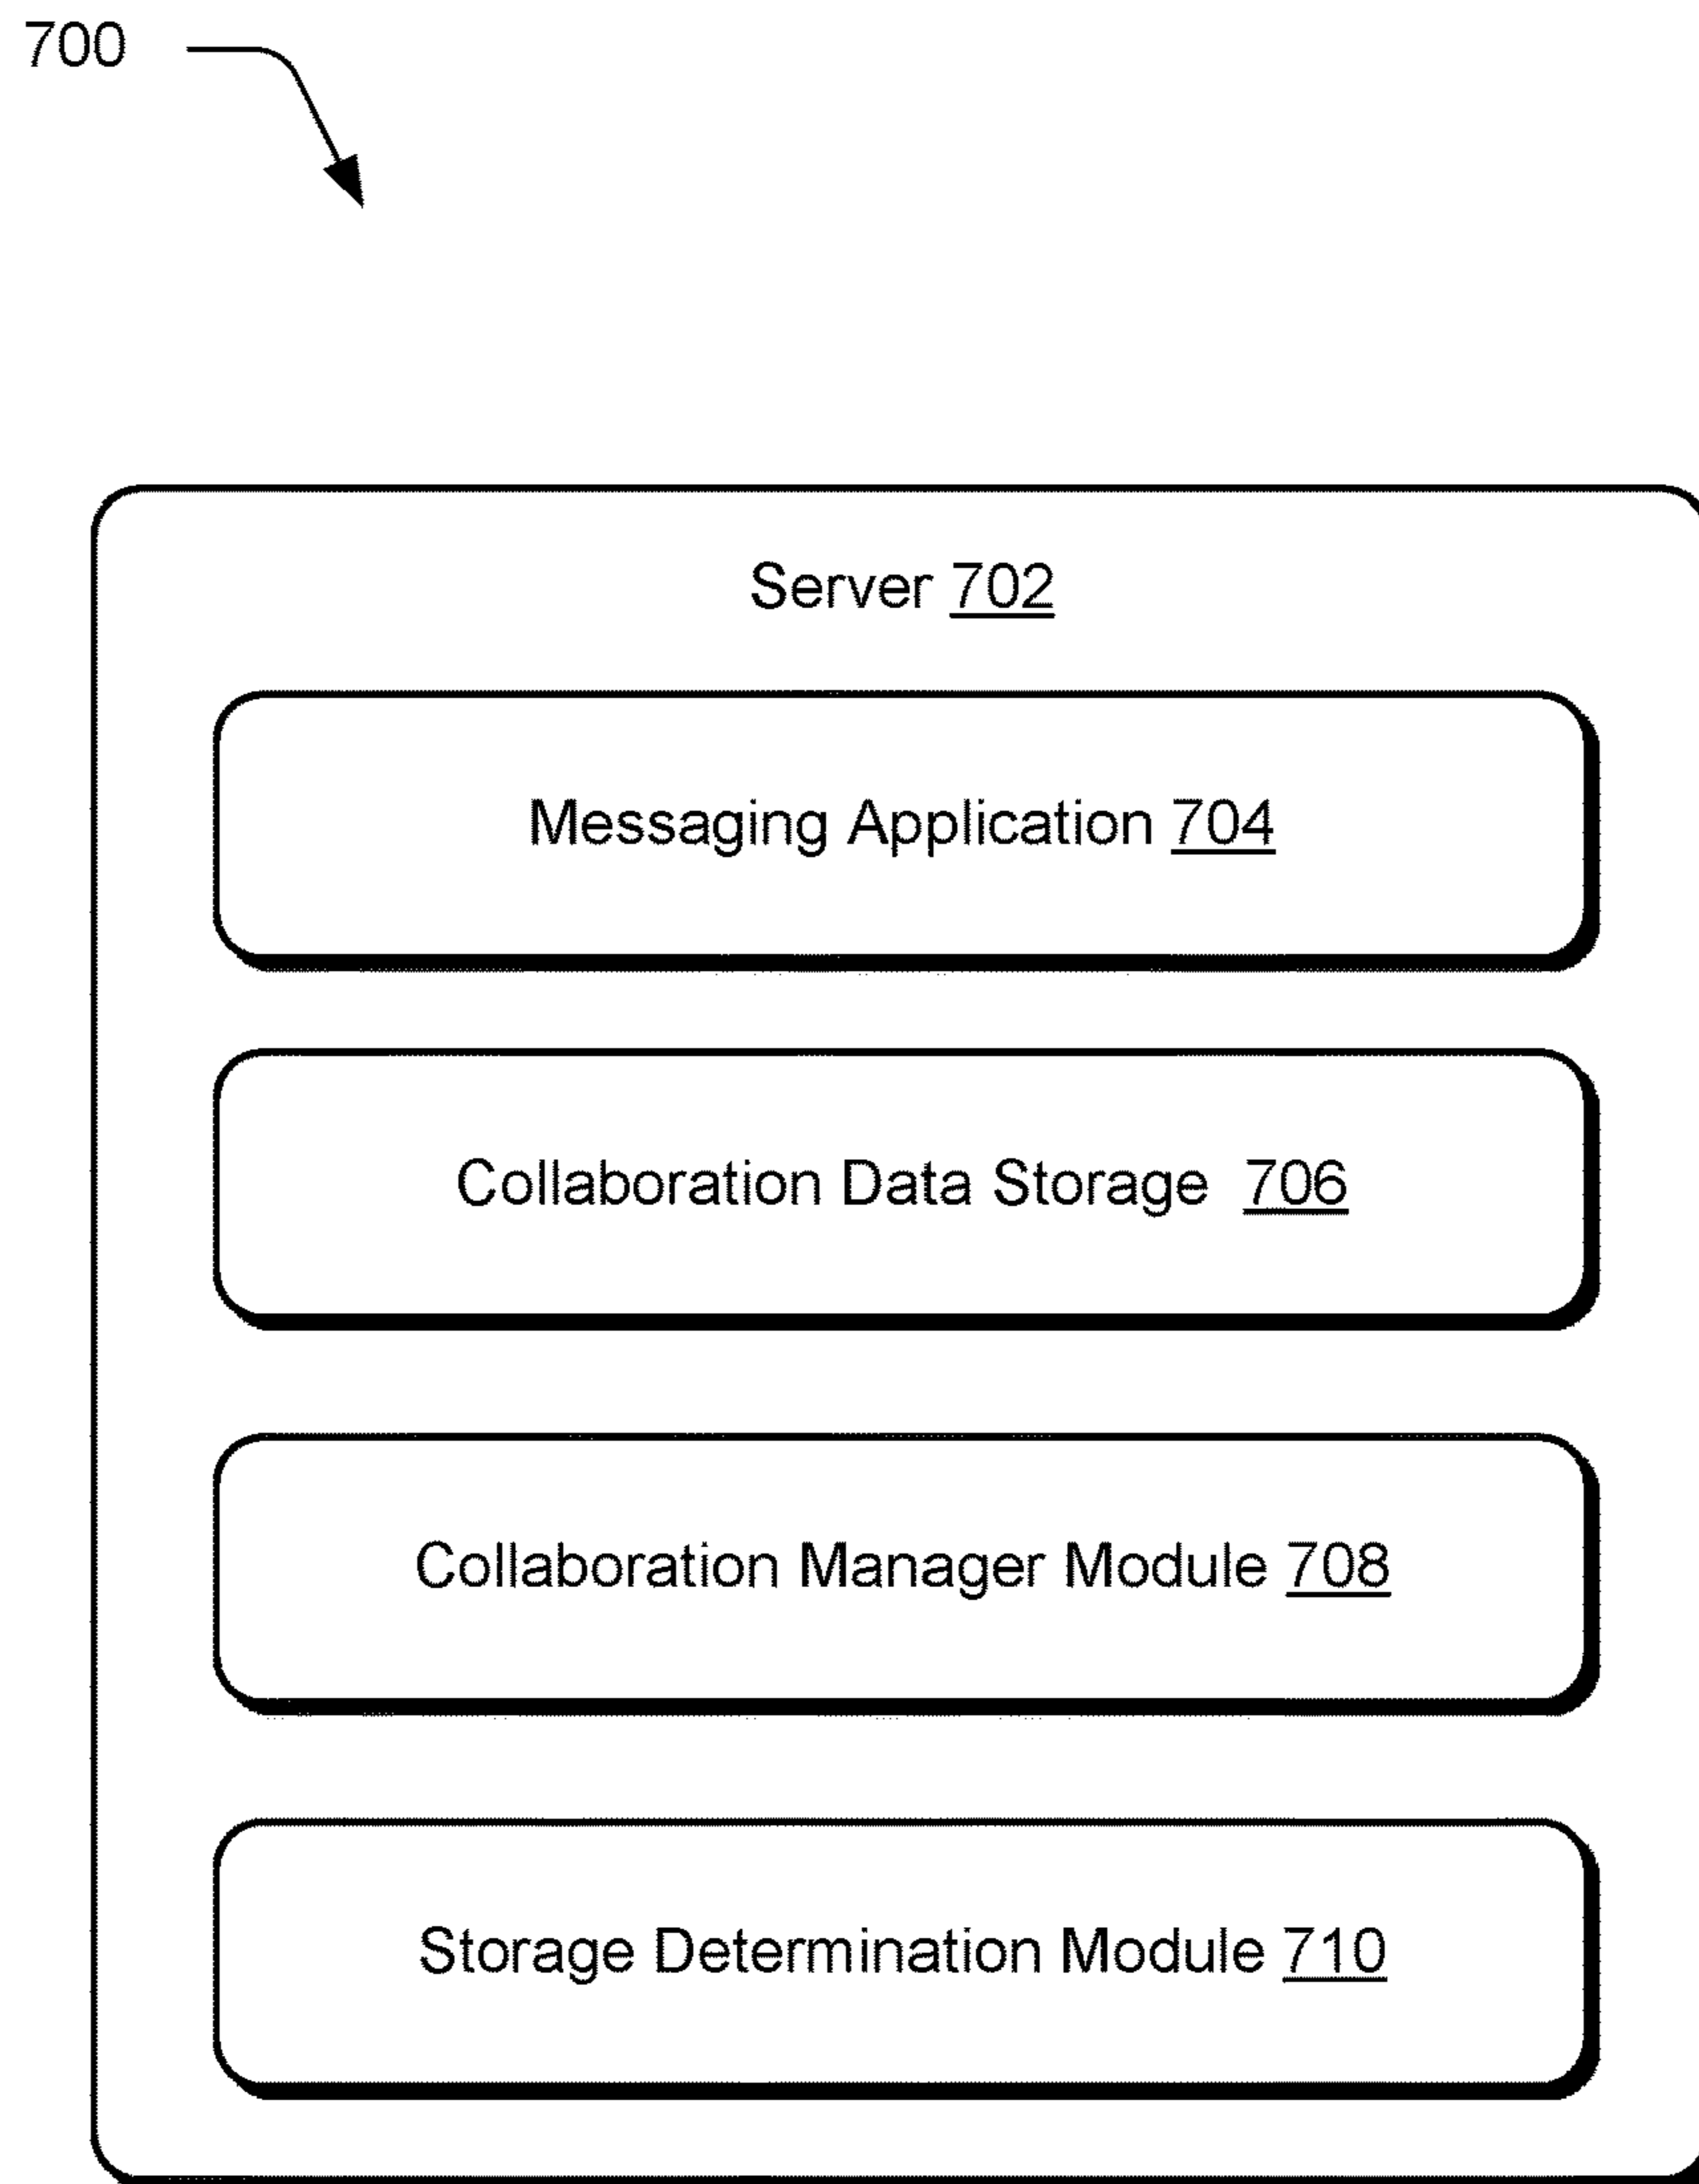 700
Server 702
Messaging Application 704
Collaboration Data Storage 706
Collaboration Manager Module 708
Storage Determination Module 710